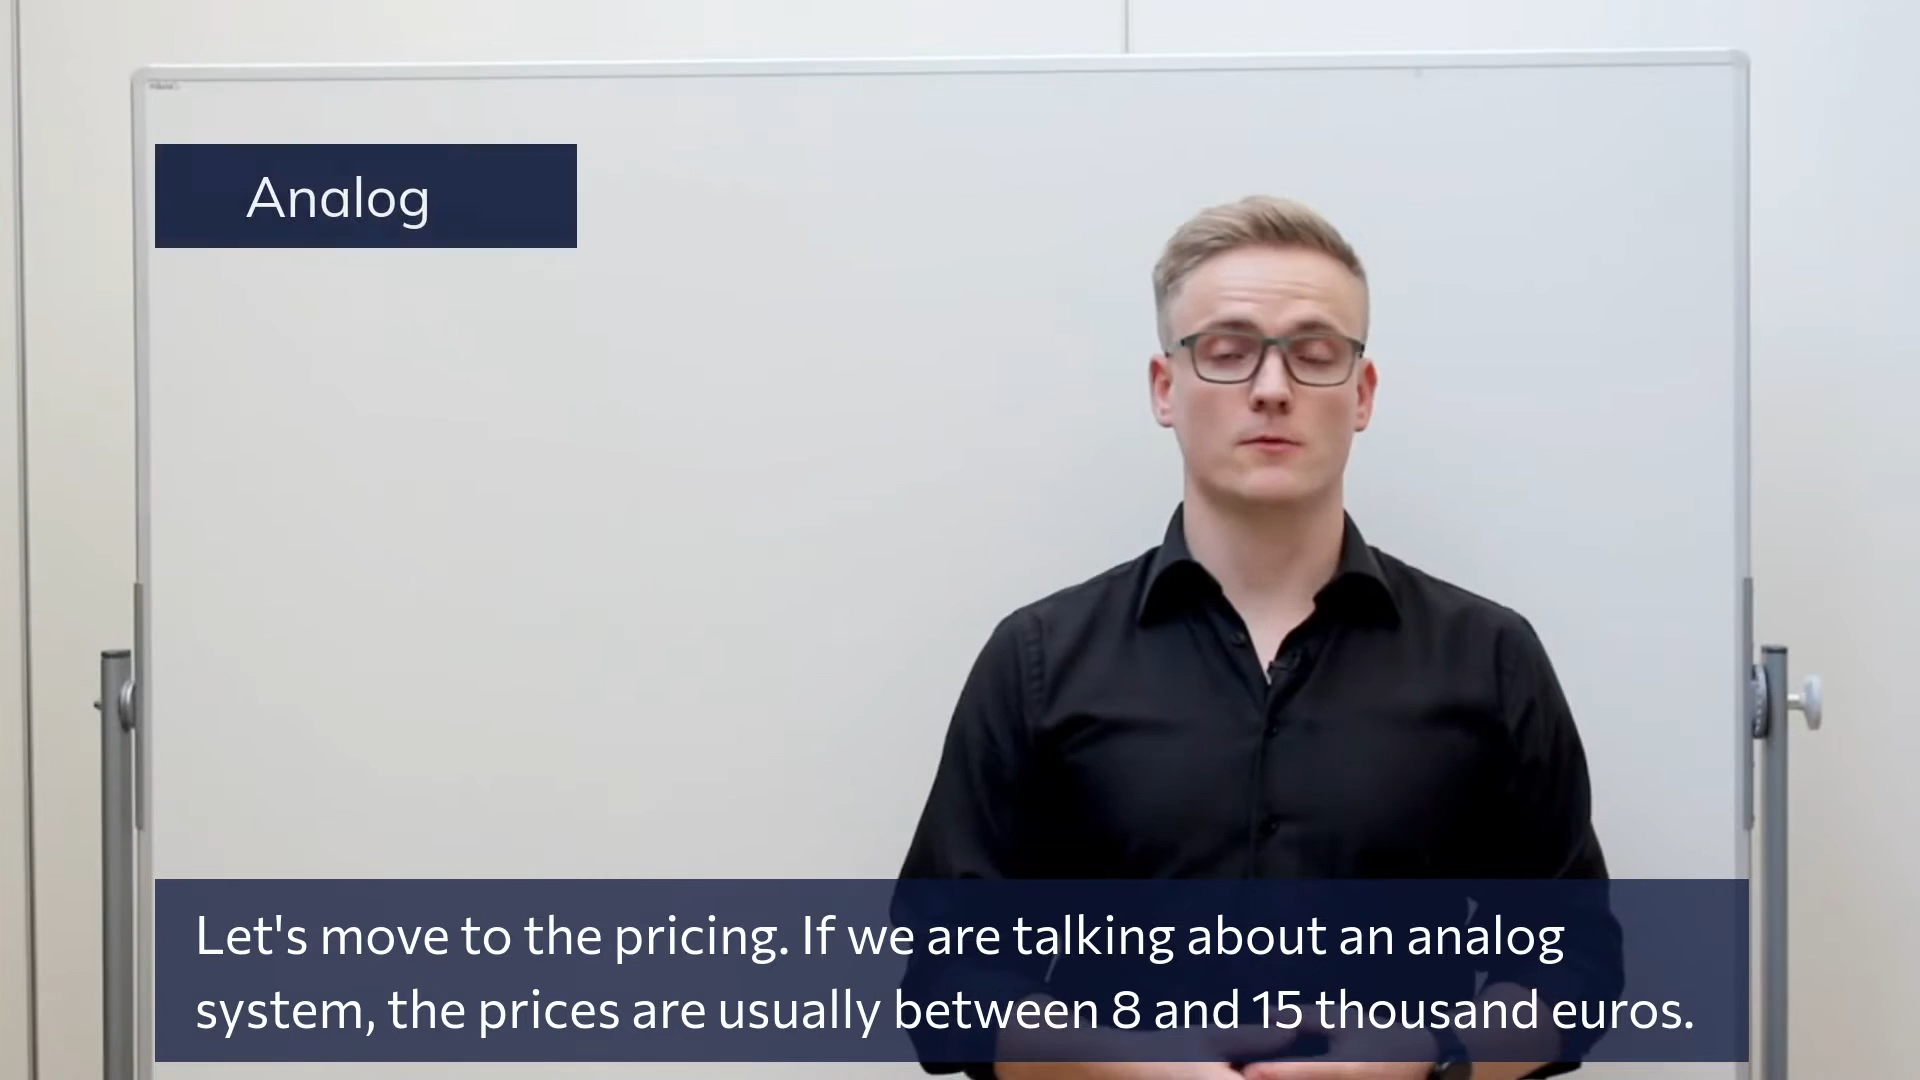 Analog
Let's move to the pricing. If we are talking about an analog
system, the prices are usually between 8 and 15 thousand euros.